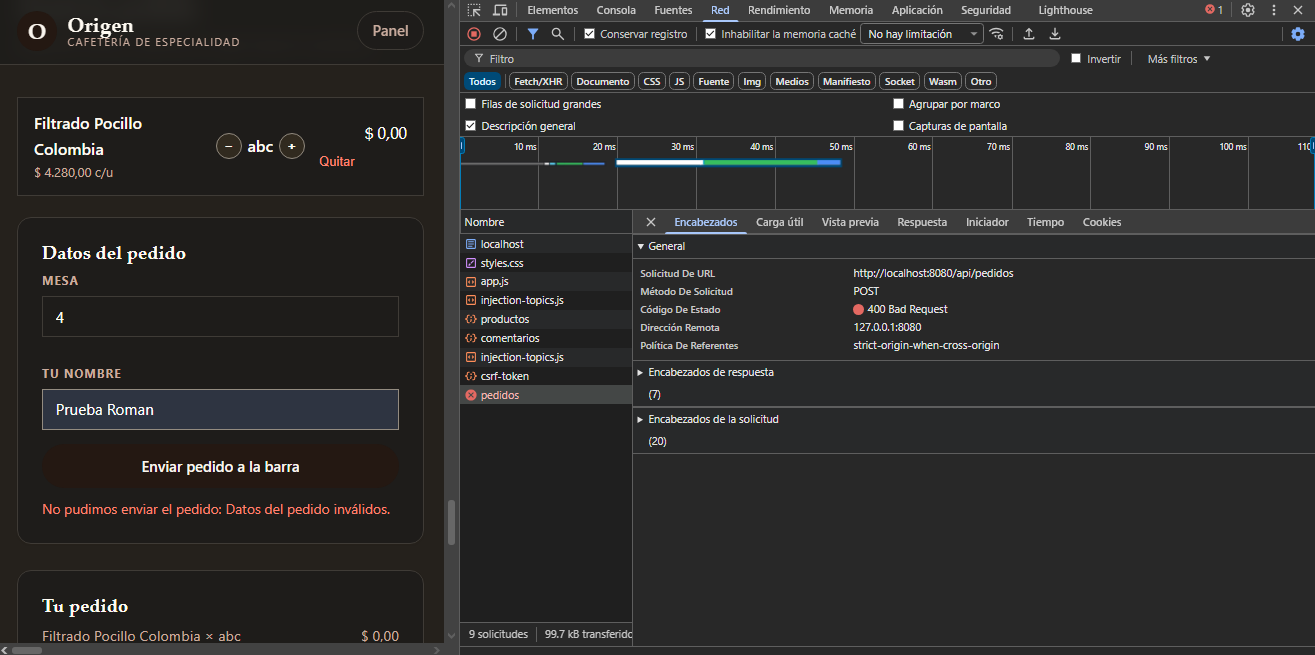 O
Origen
CAFETERÍA DE ESPECIALIDAD
Panel
Filtrado Pocillo
Colombia
$ 4.280,00 c/u
− abc +
$ 0,00
Quitar
Datos del pedido
MESA
4
TU NOMBRE
Prueba Roman
Enviar pedido a la barra
No pudimos enviar el pedido: Datos del pedido inválidos.
Tu pedido
Filtrado Pocillo Colombia × abc $ 0,00
Elementos Consola Fuentes Red Rendimiento Memoria Aplicación Seguridad Lighthouse 1
Conservar registro Inhabilitar la memoria caché No hay limitación
Filtro Invertir Más filtros
Todos Fetch/XHR Documento CSS JS Fuente Img Medios Manifiesto Socket Wasm Otro
Filas de solicitud grandes Agrupar por marco
Descripción general Capturas de pantalla
10 ms 20 ms 30 ms 40 ms 50 ms 60 ms 70 ms 80 ms 90 ms 100 ms 110
Nombre
localhost
styles.css
app.js
injection-topics.js
productos
comentarios
injection-topics.js
csrf-token
pedidos
9 solicitudes 99.7 kB transferido
Encabezados Carga útil Vista previa Respuesta Iniciador Tiempo Cookies
General
Solicitud De URL http://localhost:8080/api/pedidos
Método De Solicitud POST
Código De Estado 400 Bad Request
Dirección Remota 127.0.0.1:8080
Política De Referentes strict-origin-when-cross-origin
Encabezados de respuesta
(7)
Encabezados de la solicitud
(20)